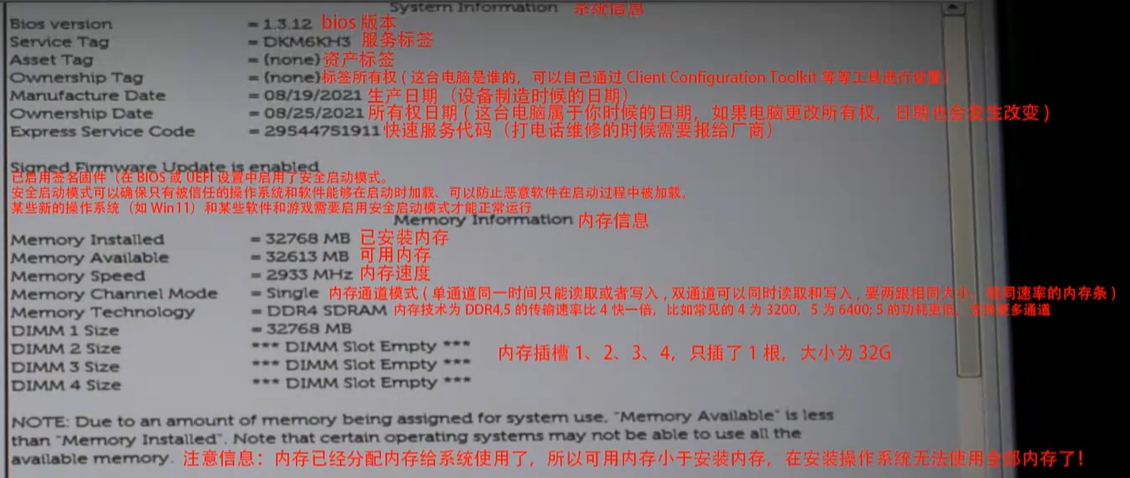 System Information 系统信息
Bios version = 1.3.12 bios 版本
Service Tag = DKM6KH3 服务标签
Asset Tag = (none) 资产标签
Ownership Tag = (none) 标签所有权 ( 这台电脑是谁的，可以自己通过 Client Configuration Toolkit 等等工具进行设置)
Manufacture Date = 08/19/2021 生产日期（设备制造时候的日期）
Ownership Date = 08/25/2021 所有权日期 ( 这台电脑属于你时候的日期，如果电脑更改所有权，日期也会发生改变 )
Express Service Code = 29544751911 快速服务代码（打电话维修的时候需要报给厂商）
Signed Firmware Update is enabled
已启用签名固件（在 BIOS 或 UEFI 设置中启用了安全启动模式。
安全启动模式可以确保只有被信任的操作系统和软件能够在启动时加载、可以防止恶意软件在启动过程中被加载。
某些新的操作系统（如 Win11）和某些软件和游戏需要启用安全启动模式才能正常运行
Memory Information 内存信息
Memory Installed = 32768 MB 已安装内存
Memory Available = 32613 MB 可用内存
Memory Speed = 2933 MHz 内存速度
Memory Channel Mode = Single 内存通道模式 ( 单通道同一时间只能读取或者写入 , 双通道可以同时读取和写入 , 要两跟相同大小、相同速率的内存条 )
Memory Technology = DDR4 SDRAM 内存技术为 DDR4,5 的传输速率比 4 快一倍，比如常见的 4 为 3200，5 为 6400; 5 的功耗更低，支持更多通道
DIMM 1 Size = 32768 MB
DIMM 2 Size *** DIMM Slot Empty ***
DIMM 3 Size *** DIMM Slot Empty *** 内存插槽 1、2、3、4，只插了 1 根，大小为 32G
DIMM 4 Size *** DIMM Slot Empty ***
NOTE: Due to an amount of memory being assigned for system use, "Memory Available" is less
than "Memory Installed". Note that certain operating systems may not be able to use all the
available memory. 注意信息：内存已经分配内存给系统使用了，所以可用内存小于安装内存，在安装操作系统无法使用全部内存了！